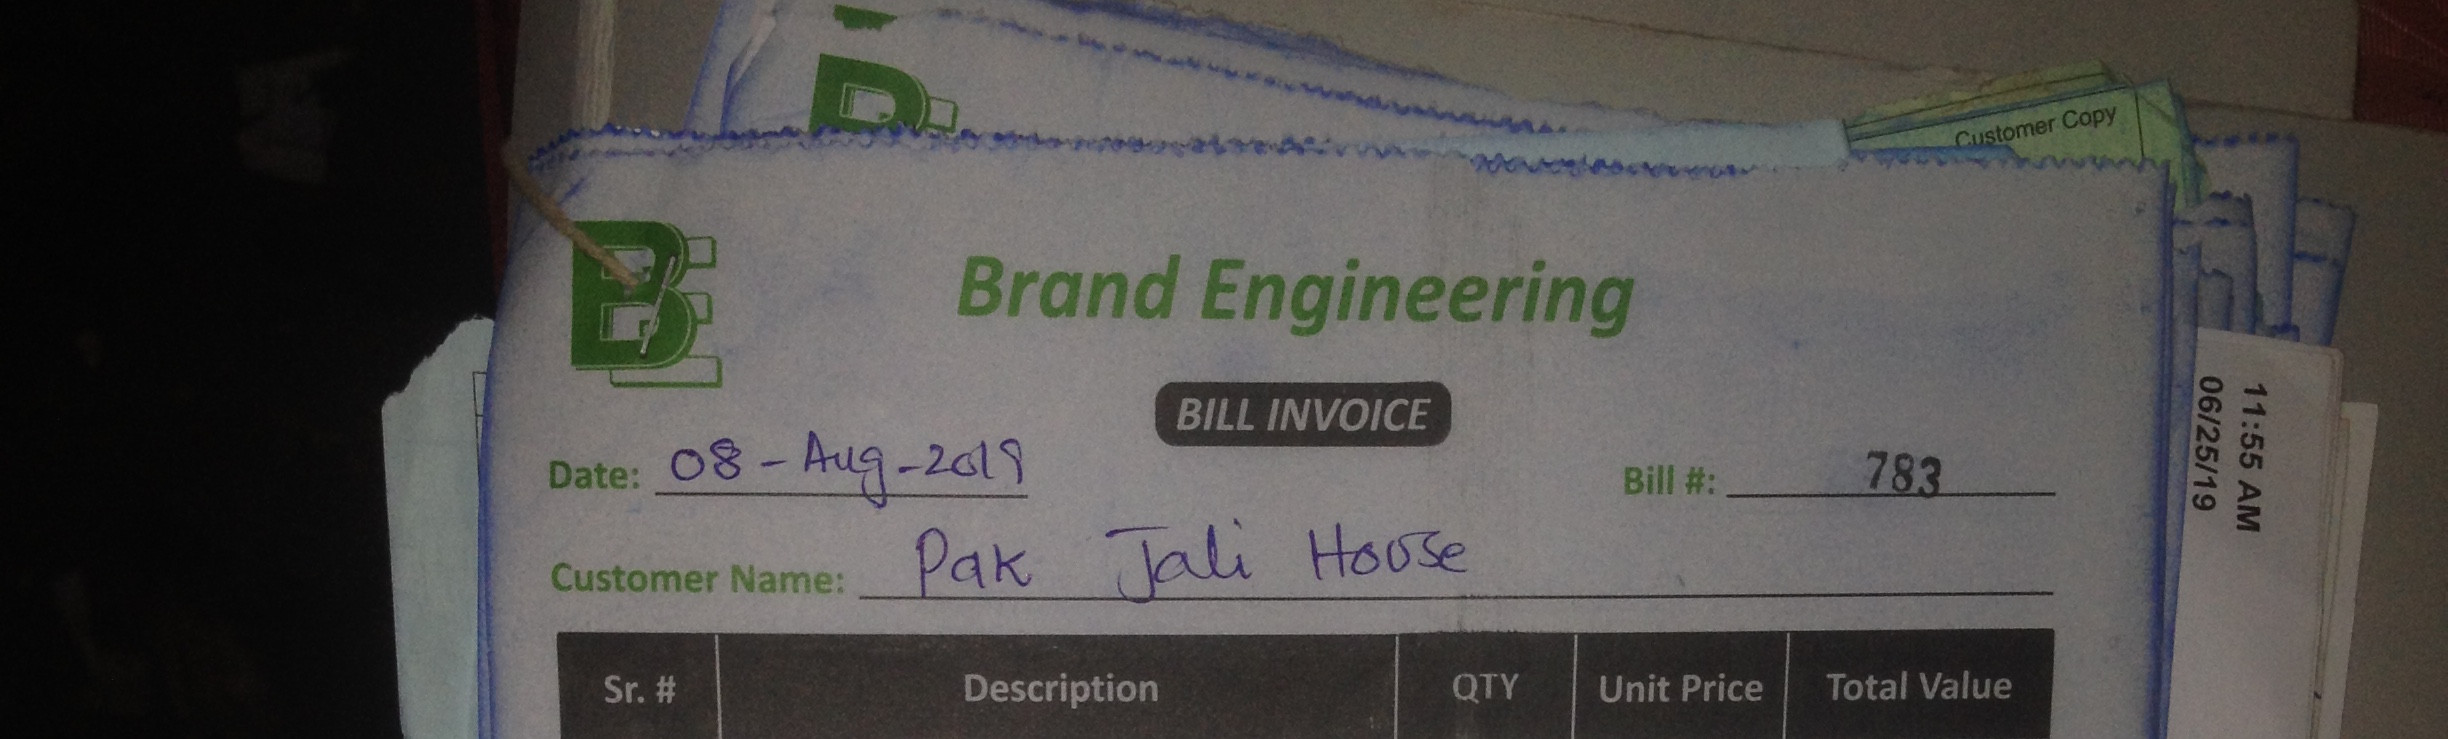 Customer Copy
BE
Brand Engineering
BILL INVOICE
Date: 08-Aug-2019
Bill #: 783
Customer Name: Pak Jali House
Sr. # Description QTY Unit Price Total Value
11:55 AM
06/25/19